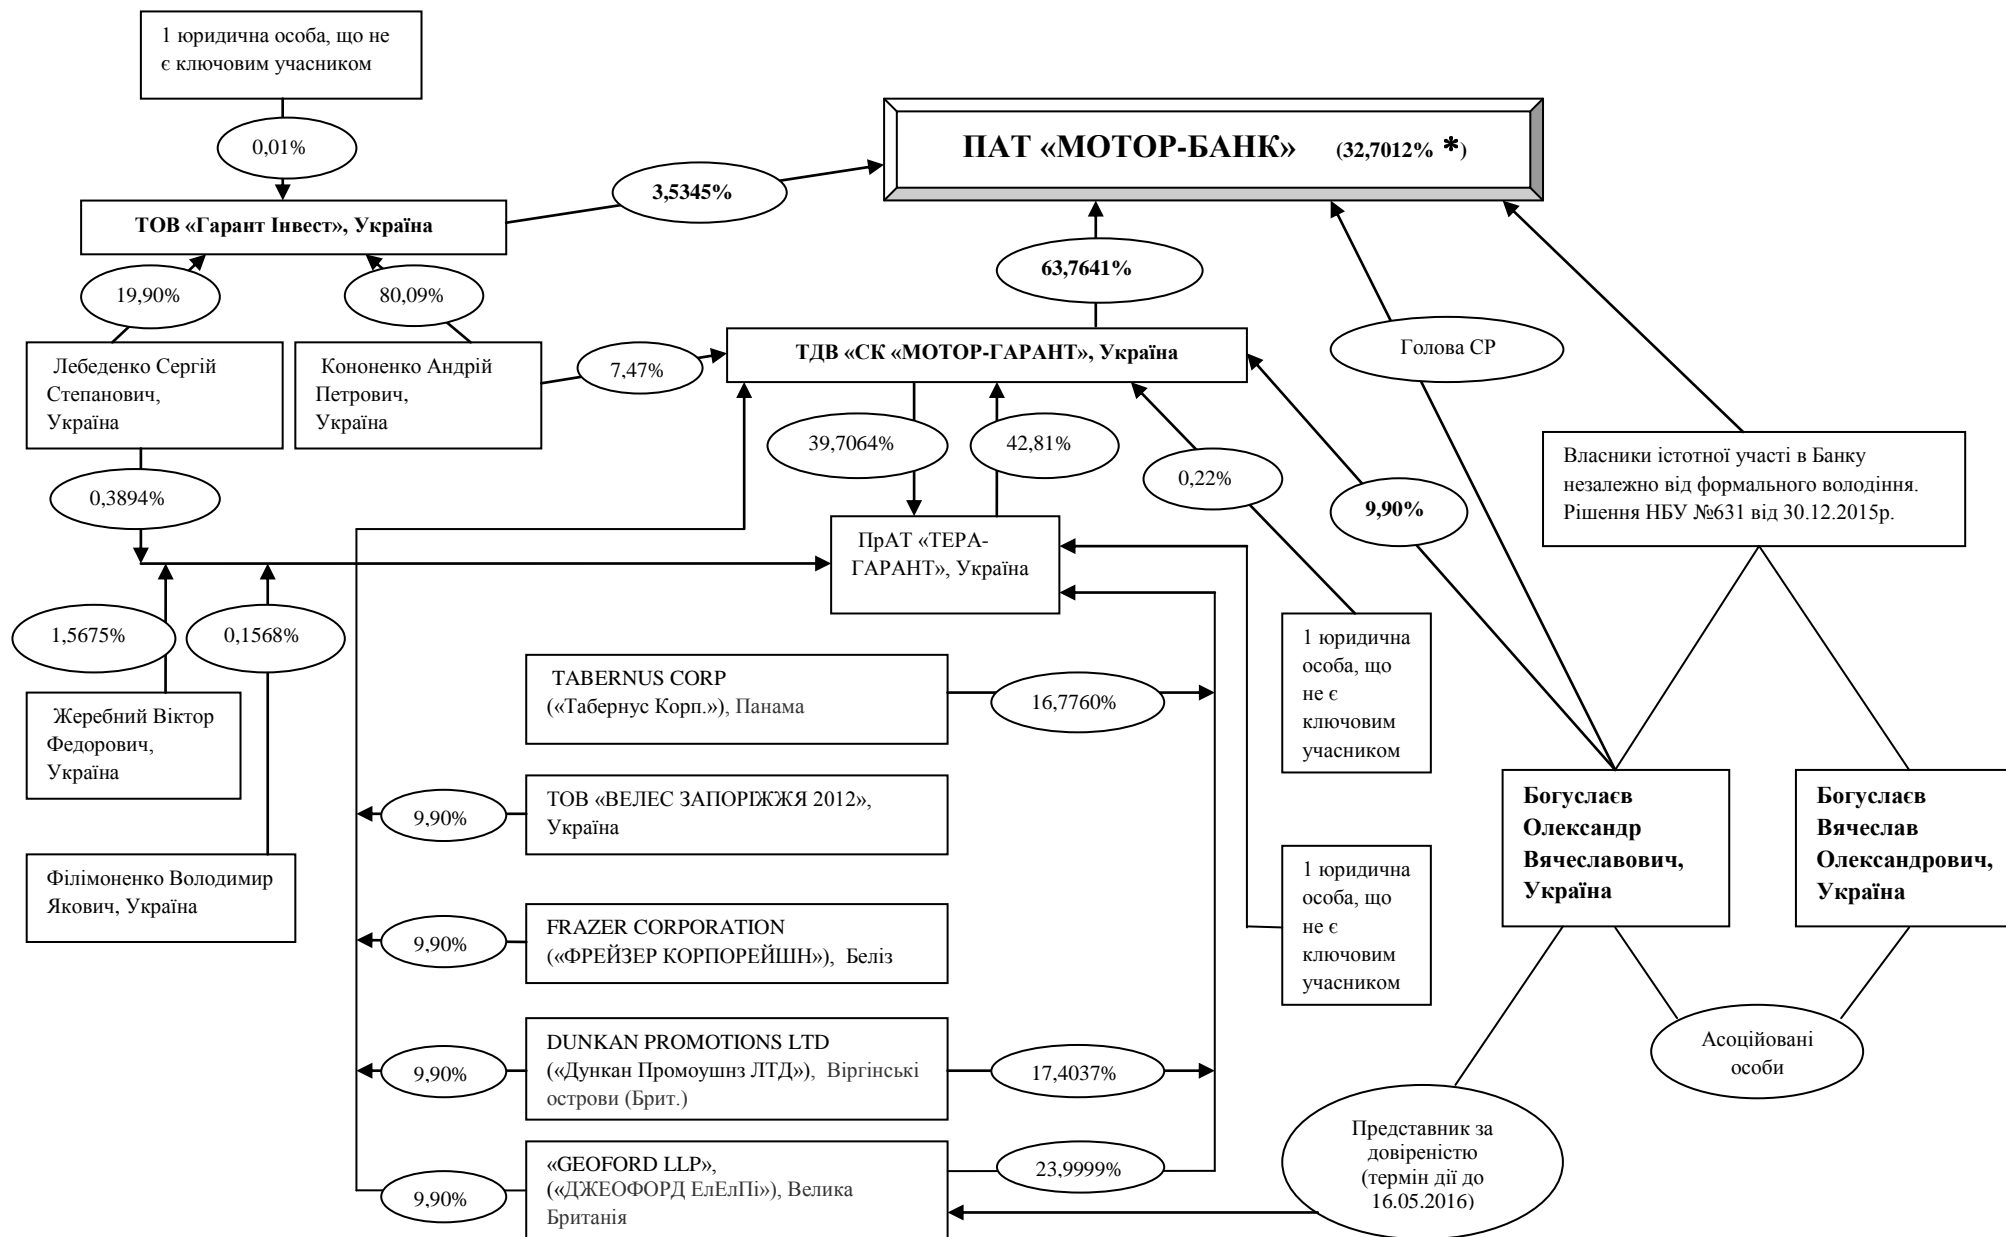 1 юридична особа, що не
є ключовим учасником
0,01%
ПАТ «МОТОР-БАНК» (32,7012% *)
3,5345%
ТОВ «Гарант Інвест», Україна
63,7641%
19,90%
80,09%
Лебеденко Сергій
Степанович,
Україна
Кононенко Андрій
Петрович,
Україна
7,47%
ТДВ «СК «МОТОР-ГАРАНТ», Україна
Голова СР
39,7064%
42,81%
0,22%
9,90%
Власники істотної участі в Банку
незалежно від формального володіння.
Рішення НБУ №631 від 30.12.2015р.
0,3894%
ПрАТ «ТЕРА-
ГАРАНТ», Україна
1,5675%
0,1568%
1 юридична
особа, що
не є
ключовим
учасником
TABERNUS CORP
(«Табернус Корп.»), Панама
16,7760%
Жеребний Віктор
Федорович,
Україна
9,90%
ТОВ «ВЕЛЕС ЗАПОРІЖЖЯ 2012»,
Україна
Богуслаєв
Олександр
Вячеславович,
Україна
Богуслаєв
Вячеслав
Олександрович,
Україна
Філімоненко Володимир
Якович, Україна
1 юридична
особа, що
не є
ключовим
учасником
9,90%
FRAZER CORPORATION
(«ФРЕЙЗЕР КОРПОРЕЙШН»), Беліз
9,90%
DUNKAN PROMOTIONS LTD
(«Дункан Промоушнз ЛТД»), Віргінські
острови (Брит.)
17,4037%
Асоційовані
особи
9,90%
«GEOFORD LLP»,
(«ДЖЕОФОРД ЕлЕлПі»), Велика
Британія
23,9999%
Представник за
довіреністю
(термін дії до
16.05.2016)